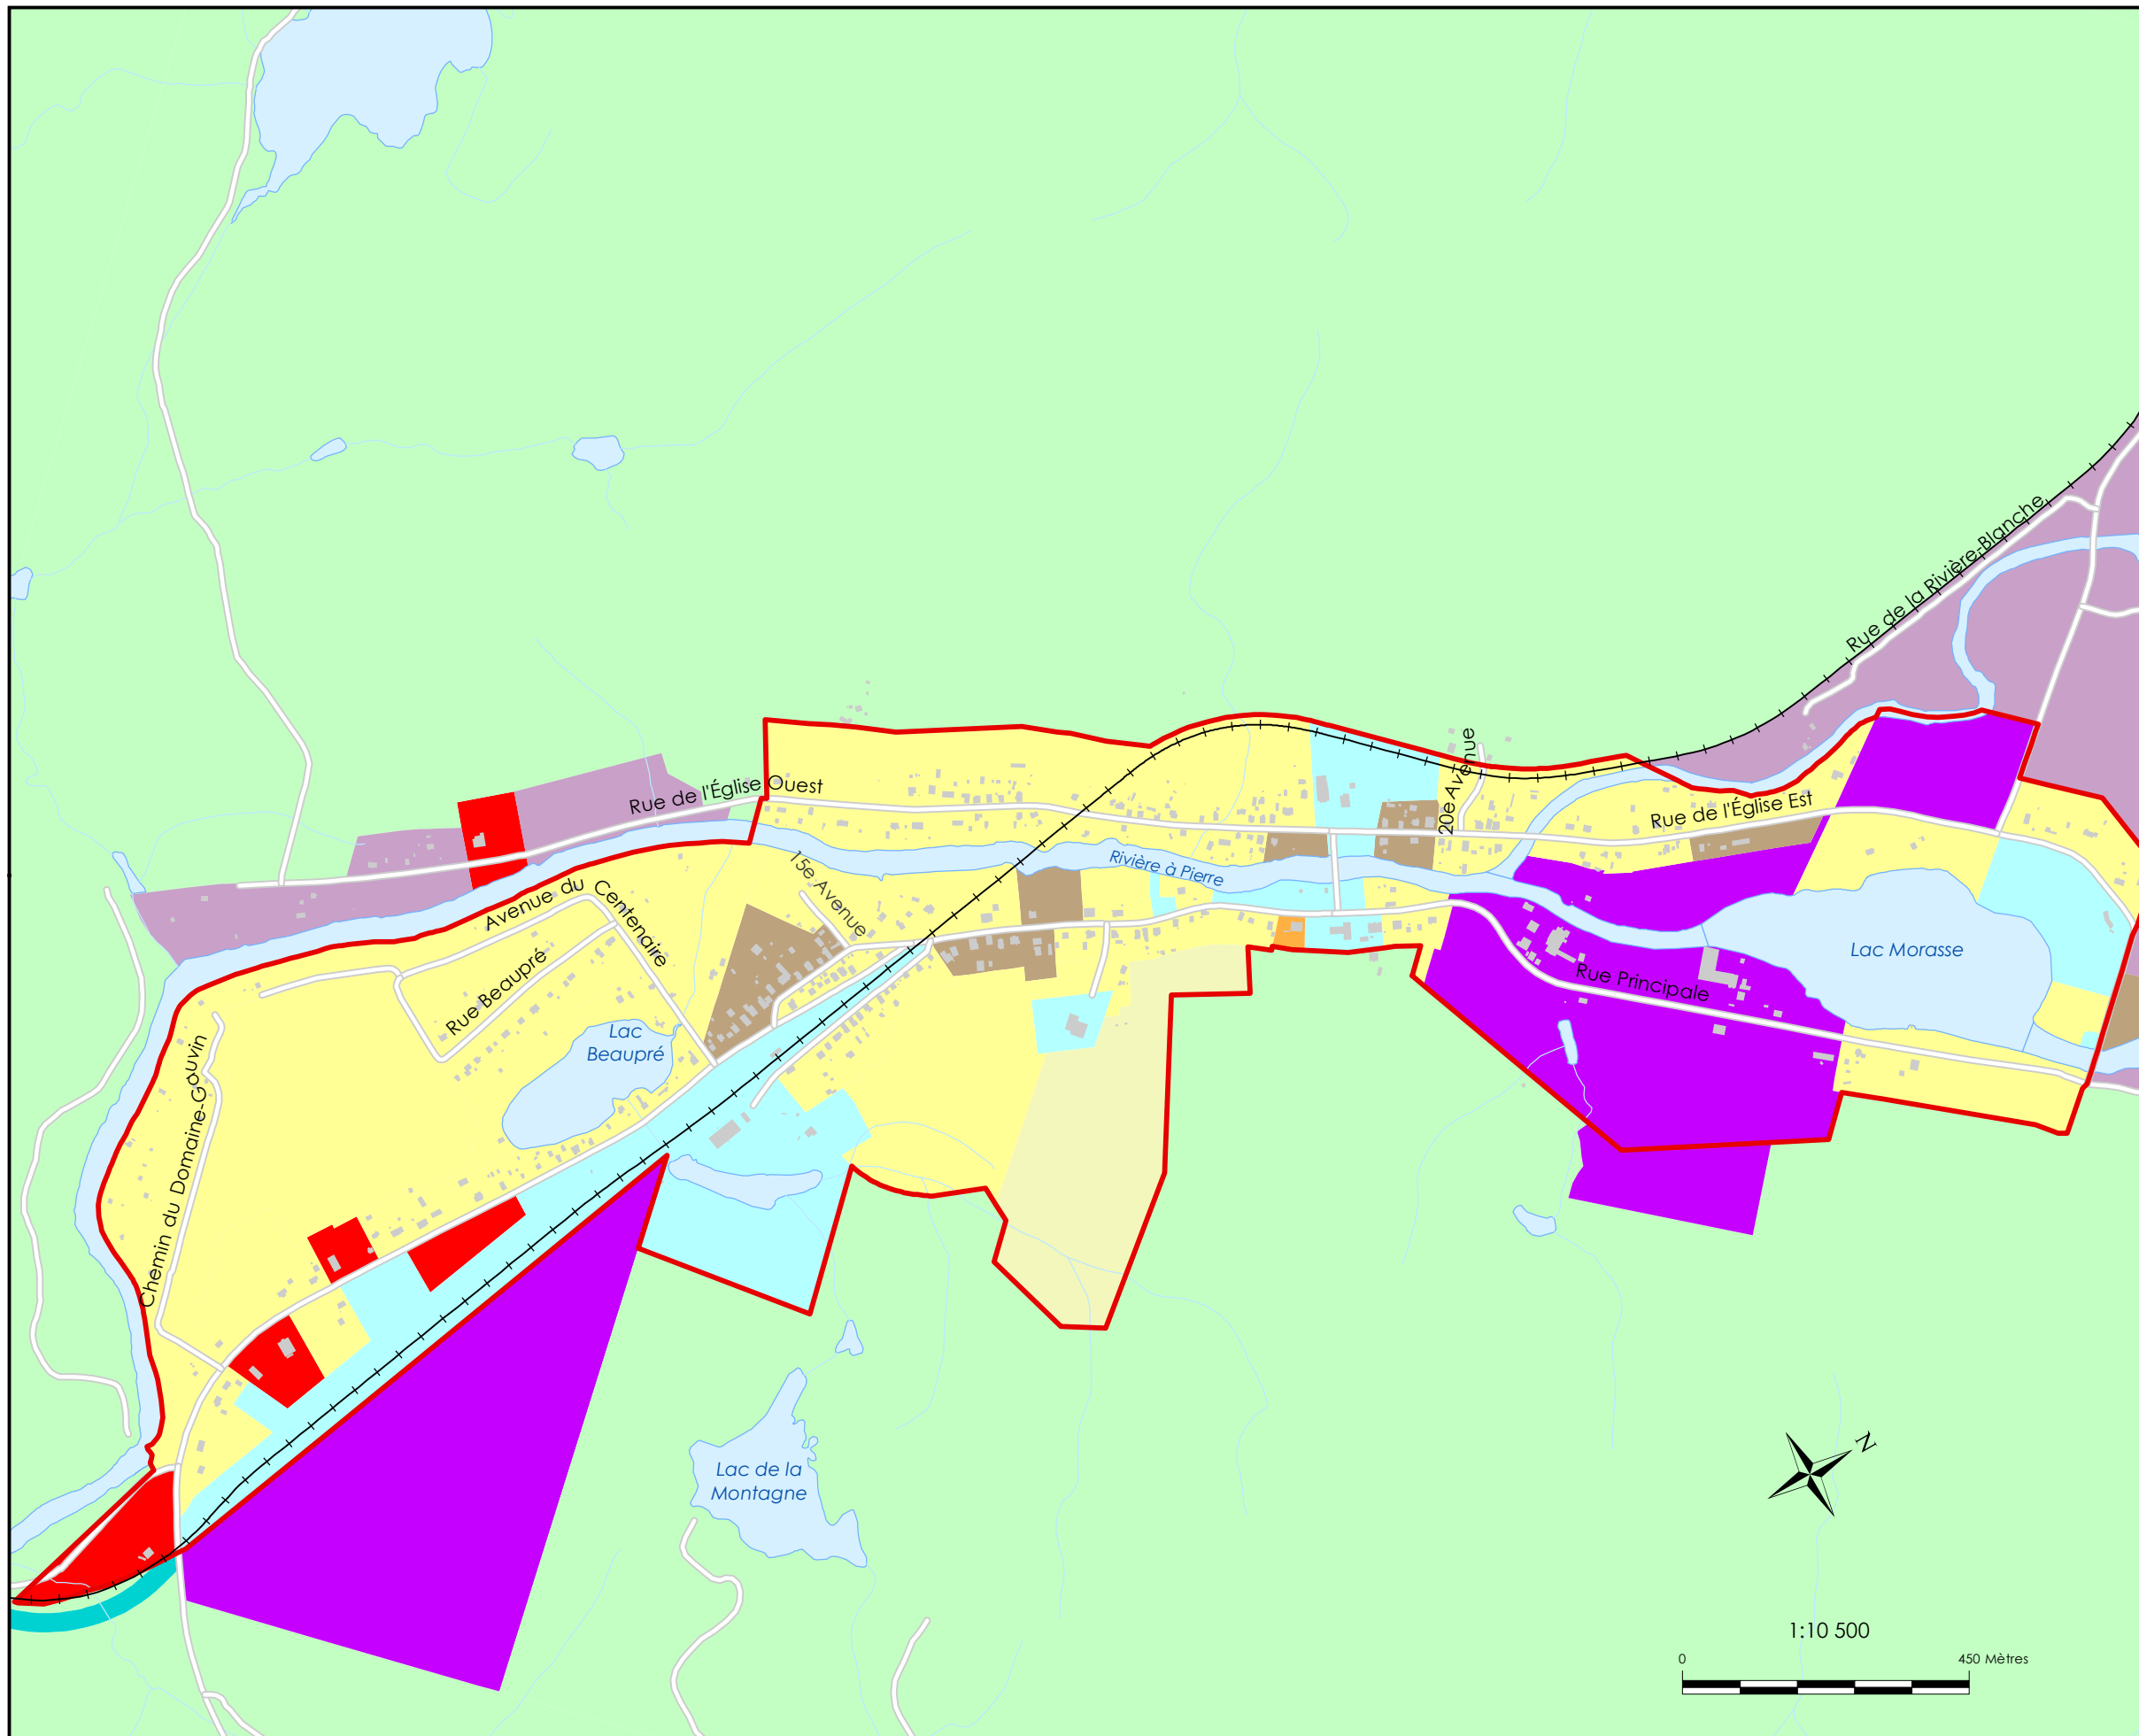 Rue de la Rivière-Blanche
20e Avenue
Rue de l'Église Ouest
Rue de l'Église Est
15e Avenue
Rivière à Pierre
Avenue du
Centenaire
Rue Beaupré
Lac Morasse
Rue Principale
Lac
Beaupré
Chemin du Domaine-Gouvin
N
Lac de la
Montagne
1:10 500
0
450 Mètres